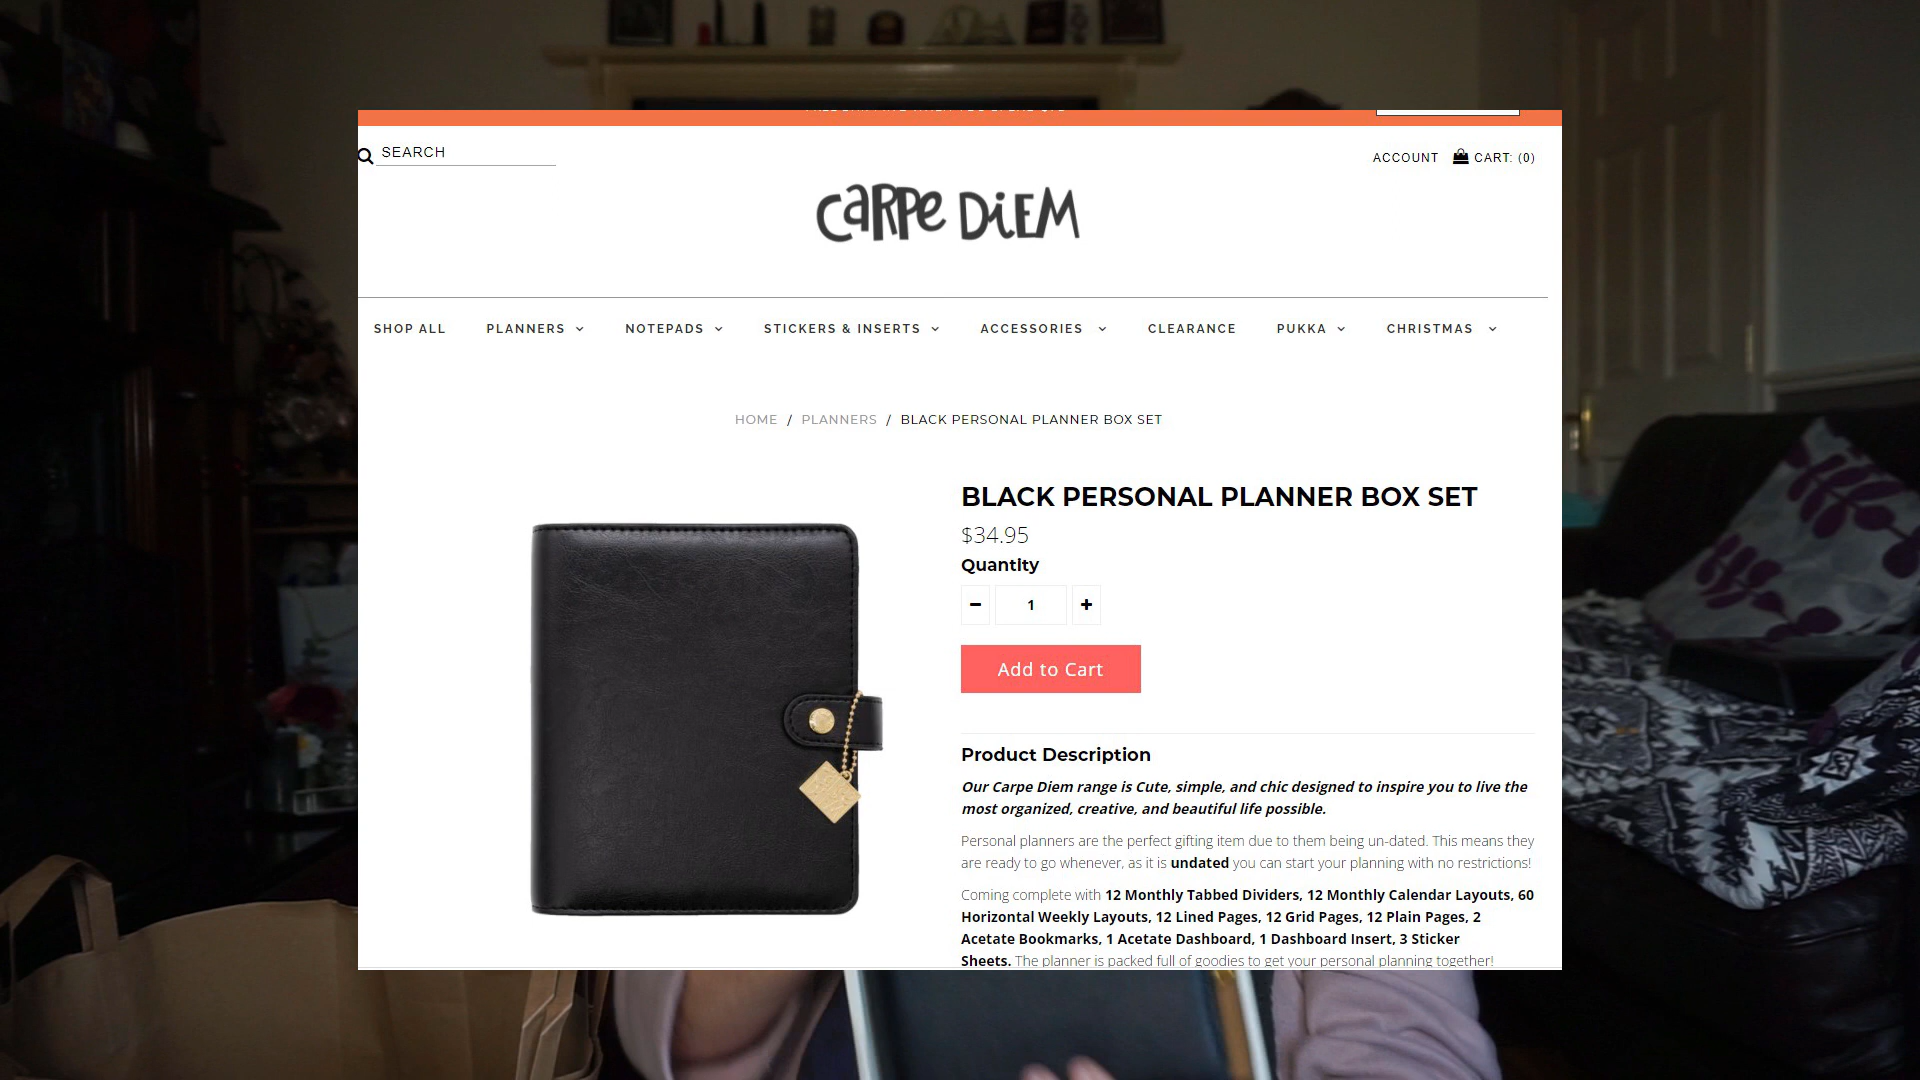 SEARCH
ACCOUNT CART: (0)
CARPE DIEM
SHOP ALL PLANNERS NOTEPADS STICKERS & INSERTS ACCESSORIES CLEARANCE PUKKA CHRISTMAS
HOME / PLANNERS / BLACK PERSONAL PLANNER BOX SET
BLACK PERSONAL PLANNER BOX SET
$34.95
Quantity
1
Add to Cart
Product Description
Our Carpe Diem range is Cute, simple, and chic designed to inspire you to live the
most organized, creative, and beautiful life possible.
Personal planners are the perfect gifting item due to them being un-dated. This means they
are ready to go whenever, as it is undated you can start your planning with no restrictions!
Coming complete with 12 Monthly Tabbed Dividers, 12 Monthly Calendar Layouts, 60
Horizontal Weekly Layouts, 12 Lined Pages, 12 Grid Pages, 12 Plain Pages, 2
Acetate Bookmarks, 1 Acetate Dashboard, 1 Dashboard Insert, 3 Sticker
Sheets. The planner is packed full of goodies to get your personal planning together!